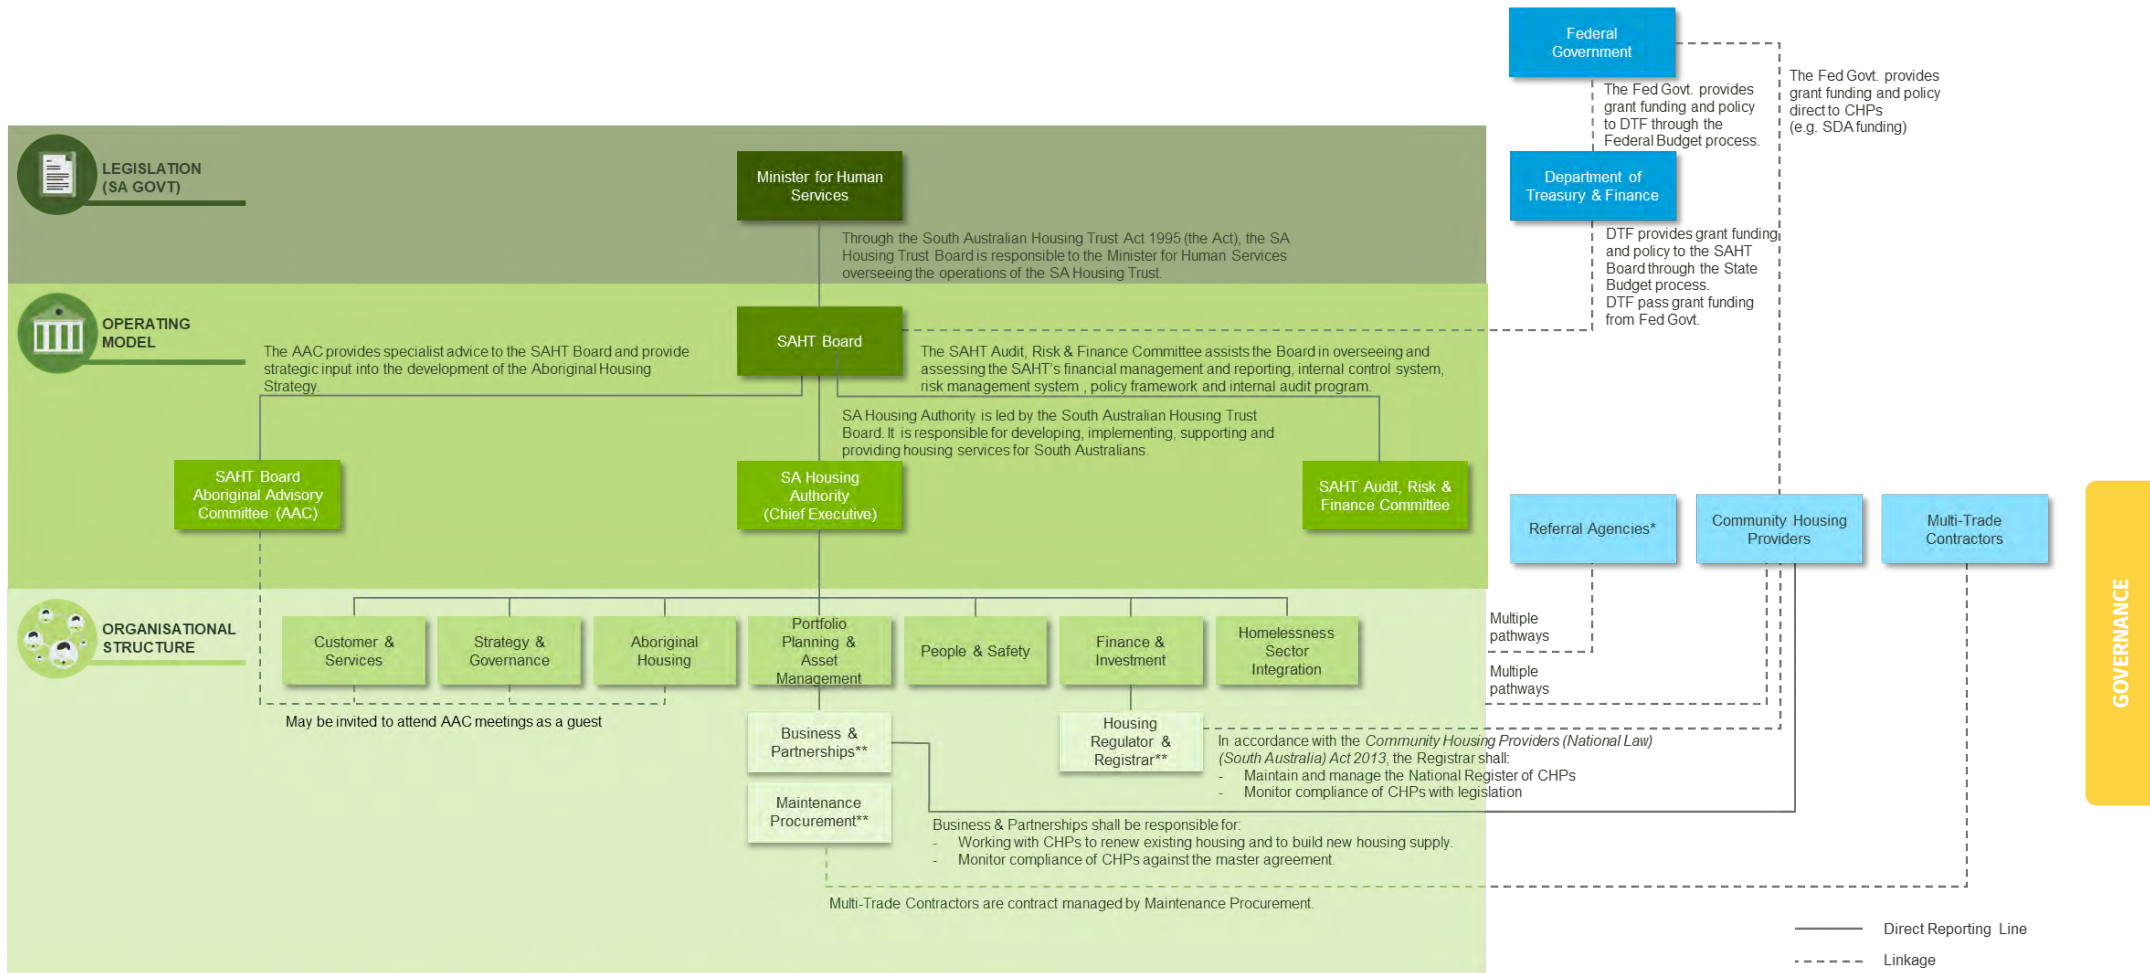 Federal
Government
The Fed Govt. provides
grant funding and policy
direct to CHPs
(e.g. SDA funding)
The Fed Govt. provides
grant funding and policy
to DTF through the
Federal Budget process.
LEGISLATION
(SA GOVT)
Minister for Human
Services
Department of
Treasury & Finance
Through the South Australian Housing Trust Act 1995 (the Act), the SA
Housing Trust Board is responsible to the Minister for Human Services
overseeing the operations of the SA Housing Trust.
DTF provides grant funding
and policy to the SAHT
Board through the State
Budget process.
DTF pass grant funding
from Fed Govt.
OPERATING
MODEL
SAHT Board
The AAC provides specialist advice to the SAHT Board and provide
strategic input into the development of the Aboriginal Housing
Strategy.
The SAHT Audit, Risk & Finance Committee assists the Board in overseeing and
assessing the SAHT's financial management and reporting, internal control system,
risk management system , policy framework and internal audit program.
SA Housing Authority is led by the South Australian Housing Trust
Board. It is responsible for developing, implementing, supporting and
providing housing services for South Australians.
SAHT Board
Aboriginal Advisory
Committee (AAC)
SA Housing
Authority
(Chief Executive)
SAHT Audit, Risk &
Finance Committee
Referral Agencies*
Community Housing
Providers
Multi-Trade
Contractors
GOVERNANCE
ORGANISATIONAL
STRUCTURE
Customer &
Services
Strategy &
Governance
Aboriginal
Housing
Portfolio
Planning &
Asset
Management
People & Safety
Finance &
Investment
Homelessness
Sector
Integration
Multiple
pathways
Multiple
pathways
May be invited to attend AAC meetings as a guest
Business &
Partnerships**
Housing
Regulator &
Registrar**
In accordance with the Community Housing Providers (National Law)
(South Australia) Act 2013, the Registrar shall:
- Maintain and manage the National Register of CHPs
- Monitor compliance of CHPs with legislation
Maintenance
Procurement**
Business & Partnerships shall be responsible for:
- Working with CHPs to renew existing housing and to build new housing supply.
- Monitor compliance of CHPs against the master agreement.
Multi-Trade Contractors are contract managed by Maintenance Procurement.
Direct Reporting Line
Linkage